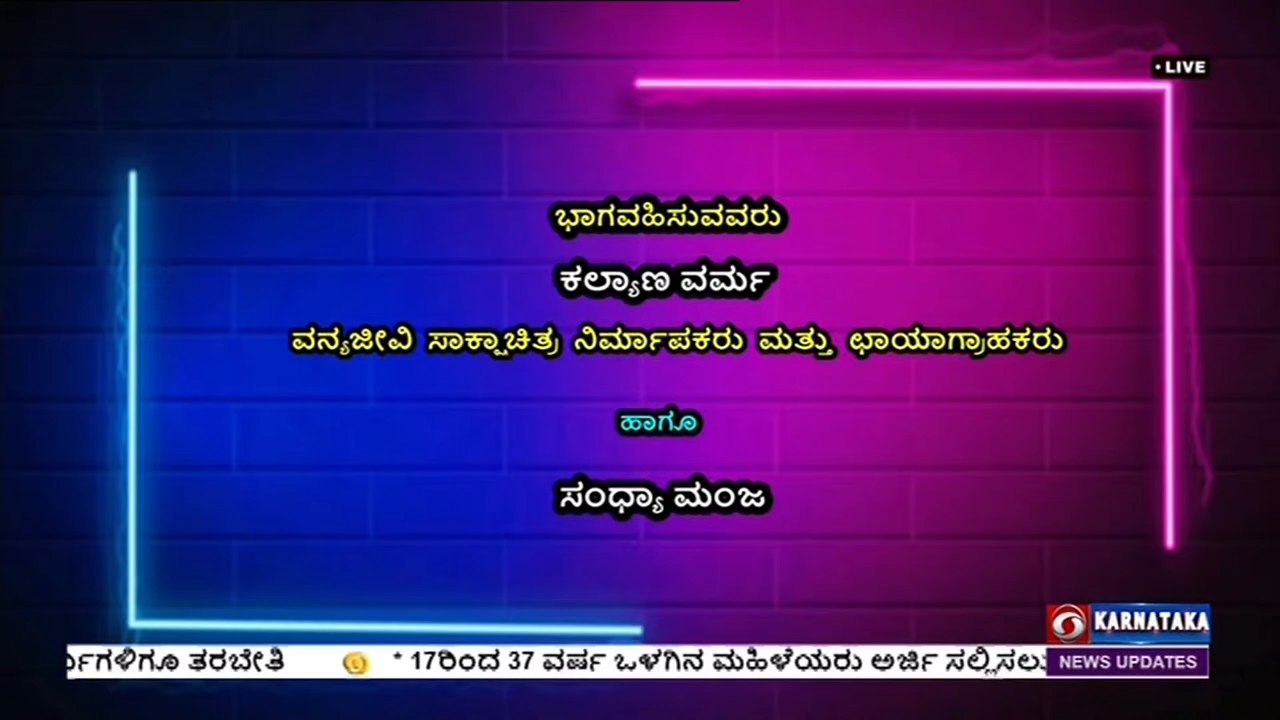 • LIVE
ಭಾಗವಹಿಸುವವರು
ಕಲ್ಯಾಣ ವರ್ಮ
ವನ್ಯಜೀವಿ ಸಾಕ್ಷಾಚಿತ್ರ ನಿರ್ಮಾಪಕರು ಮತ್ತು ಛಾಯಾಗ್ರಾಹಕರು
ಹಾಗೂ
ಸಂಧ್ಯಾ ಮಂಜ
KARNATAKA
ರ್ಗಳಿಗೂ ತರಬೇತಿ * 17ರಿಂದ 37 ವರ್ಷ ಒಳಗಿನ ಮಹಿಳೆಯರು ಅರ್ಜಿ ಸಲ್ಲಿಸಲು
NEWS UPDATES